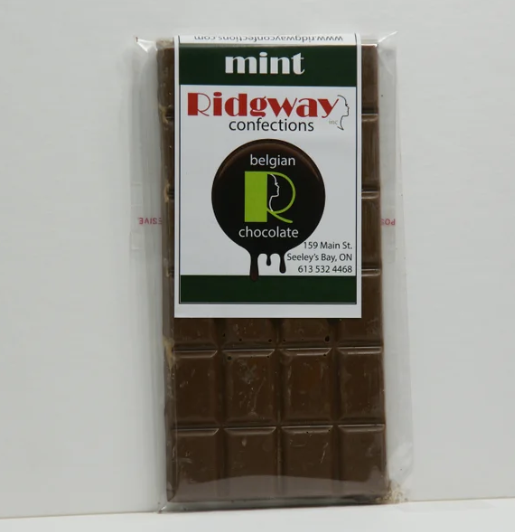 www.ridgwayconfections.com
mint
Ridgway
confections
belgian
R
chocolate
159 Main St.
Seeley's Bay, ON
613 532 4468